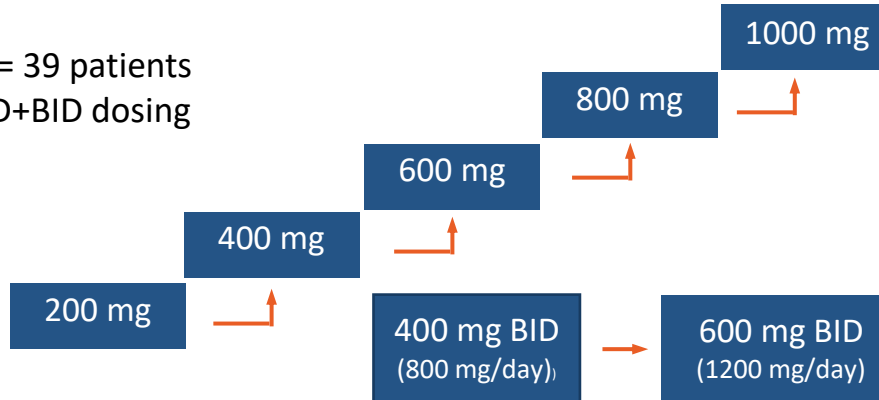 = 39 patients
D+BID dosing
1000 mg
800 mg
600 mg
400 mg
200 mg
400 mg BID
(800 mg/day))
600 mg BID
(1200 mg/day)